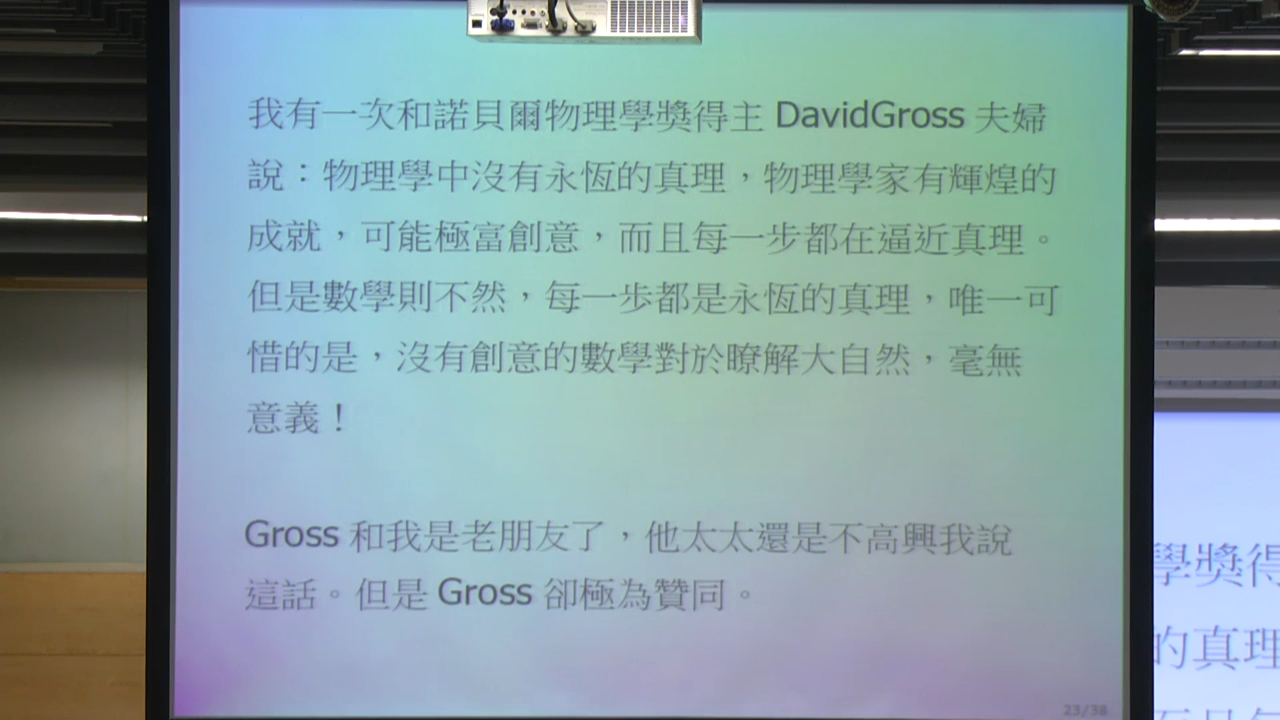 我有一次和諾貝爾物理學獎得主 DavidGross 夫婦
說：物理學中沒有永恆的真理，物理學家有輝煌的
成就，可能極富創意，而且每一步都在逼近真理。
但是數學則不然，每一步都是永恆的真理，唯一可
惜的是，沒有創意的數學對於瞭解大自然，毫無
意義！
Gross 和我是老朋友了，他太太還是不高興我說
這話。但是 Gross 卻極為贊同。
23/38
學獎得
的真理